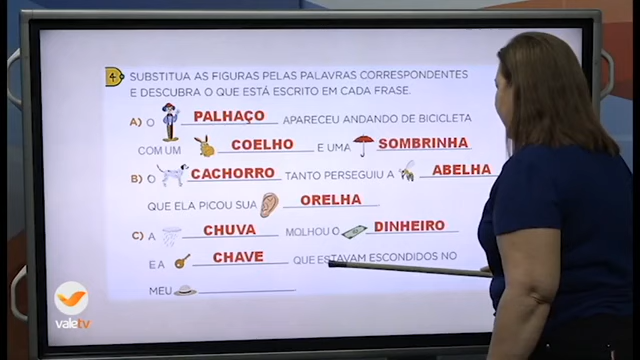 4 SUBSTITUA AS FIGURAS PELAS PALAVRAS CORRESPONDENTES
E DESCUBRA O QUE ESTÁ ESCRITO EM CADA FRASE.
A) O PALHAÇO APARECEU ANDANDO DE BICICLETA
COM UM COELHO E UMA SOMBRINHA
B) O CACHORRO TANTO PERSEGUIU A ABELHA
QUE ELA PICOU SUA ORELHA
C) A CHUVA MOLHOU O DINHEIRO
E A CHAVE QUE ESTAVAM ESCONDIDOS NO
MEU
valetv